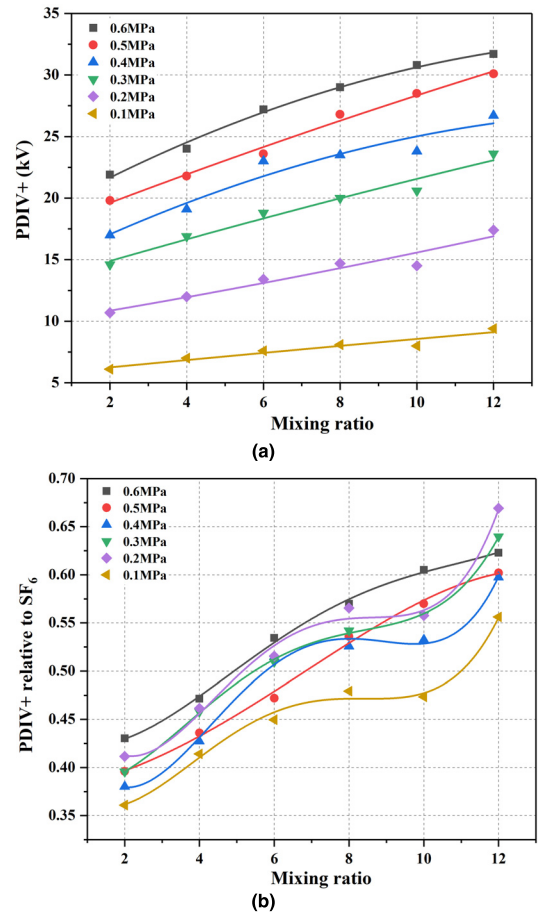 35
30
25
20
15
10
5
PDIV+ (kV)
0.6MPa
0.5MPa
0.4MPa
0.3MPa
0.2MPa
0.1MPa
2 4 6 8 10 12
Mixing ratio
(a)
0.70
0.65
0.60
0.55
0.50
0.45
0.40
0.35
PDIV+ relative to SF6
0.6MPa
0.5MPa
0.4MPa
0.3MPa
0.2MPa
0.1MPa
2 4 6 8 10 12
Mixing ratio
(b)